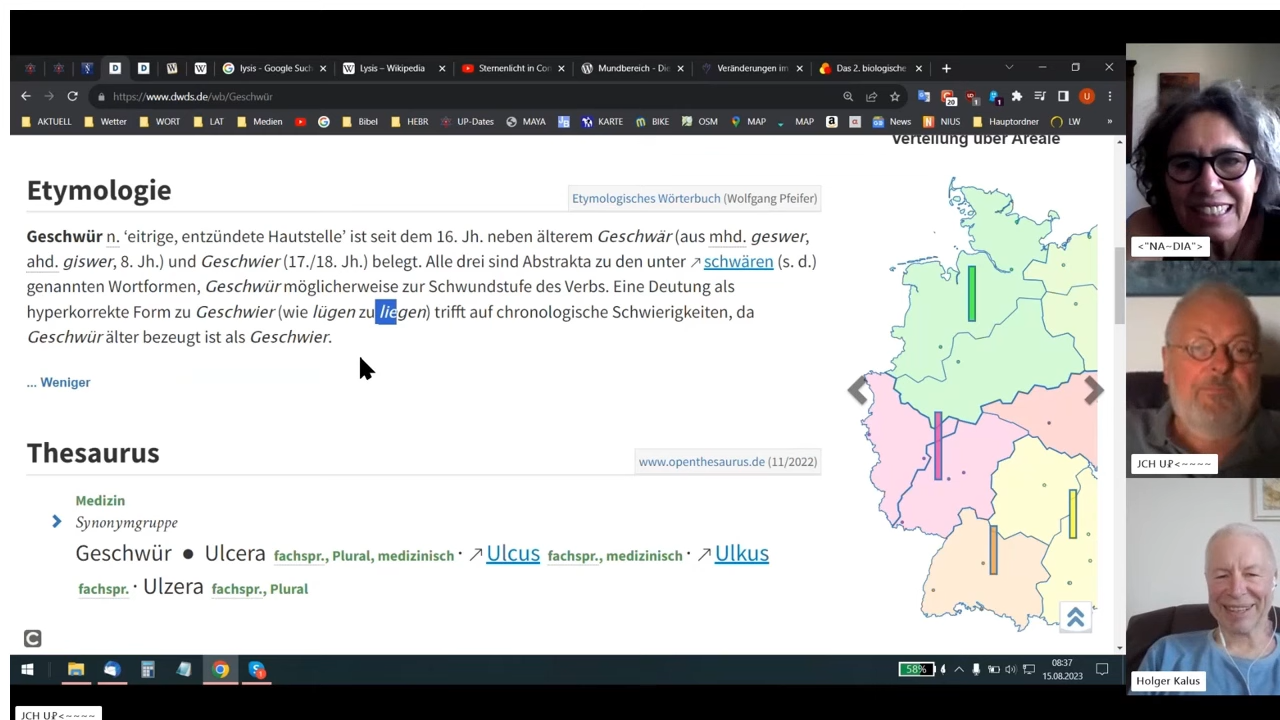 lysis - Google Such
Lysis – Wikipedia
Sternenlicht in Con
Mundbereich - Die
Veränderungen im
Das 2. biologische
https://www.dwds.de/wb/Geschwür
20
1
1
U
AKTUELL
Wetter
WORT
LAT
Medien
Bibel
HEBR
UP-Dates
MAYA
KARTE
BIKE
OSM
MAP
MAP
News
NIUS
Hauptordner
LW
»
Verteilung über Areale
Etymologie
Etymologisches Wörterbuch (Wolfgang Pfeifer)
Geschwür n. ‘eitrige, entzündete Hautstelle’ ist seit dem 16. Jh. neben älterem Geschwär (aus mhd. geswer,
ahd. giswer, 8. Jh.) und Geschwier (17./18. Jh.) belegt. Alle drei sind Abstrakta zu den unter ↗ schwären (s. d.)
genannten Wortformen, Geschwür möglicherweise zur Schwundstufe des Verbs. Eine Deutung als
hyperkorrekte Form zu Geschwier (wie lügen zu liegen) trifft auf chronologische Schwierigkeiten, da
Geschwür älter bezeugt ist als Geschwier.
... Weniger
Thesaurus
www.openthesaurus.de (11/2022)
Medizin
Synonymgruppe
Geschwür ● Ulcera fachspr., Plural, medizinisch · ↗ Ulcus fachspr., medizinisch · ↗ Ulkus
fachspr. · Ulzera fachspr., Plural
58%
08:37
15.08.2023
<"NA~DIA">
JCH UP<~~~~
Holger Kalus
JCH UP<~~~~